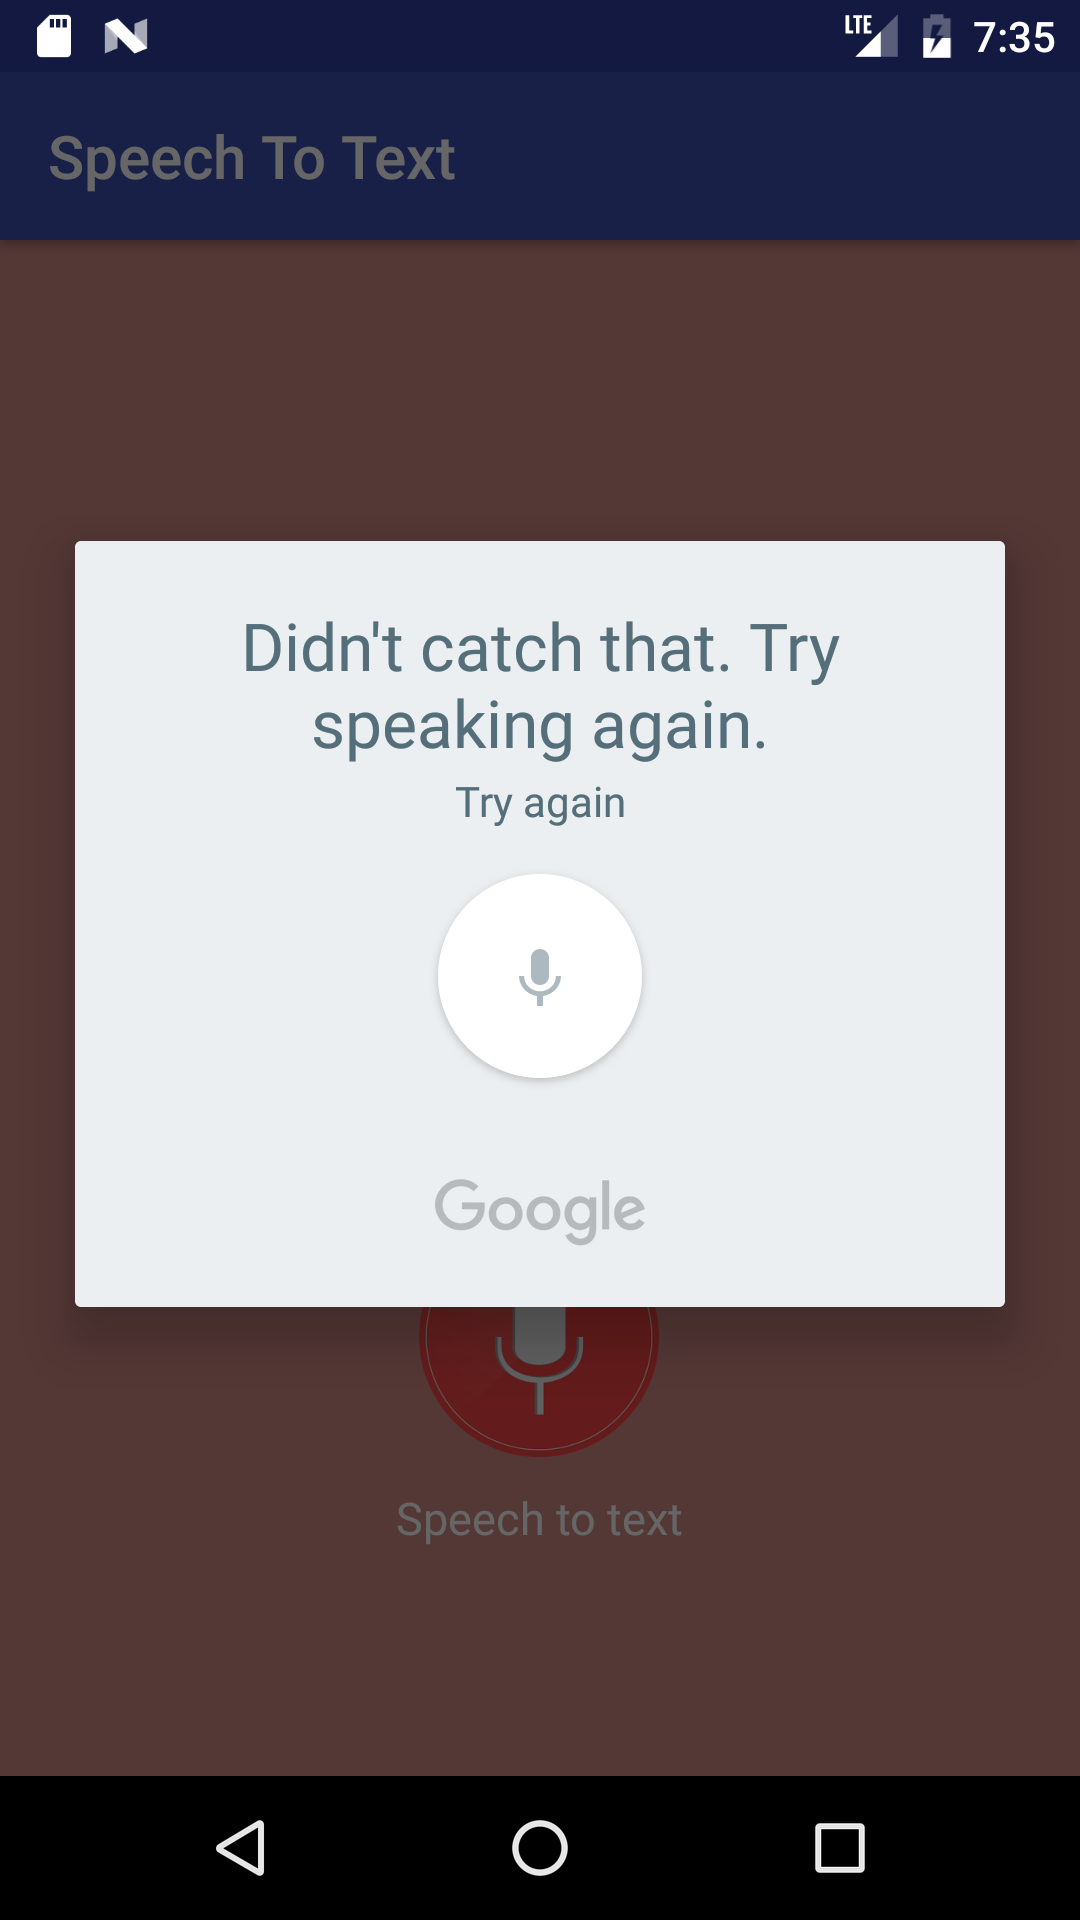 LTE 7:35
Speech To Text
Didn't catch that. Try
speaking again.
Try again
Google
Speech to text